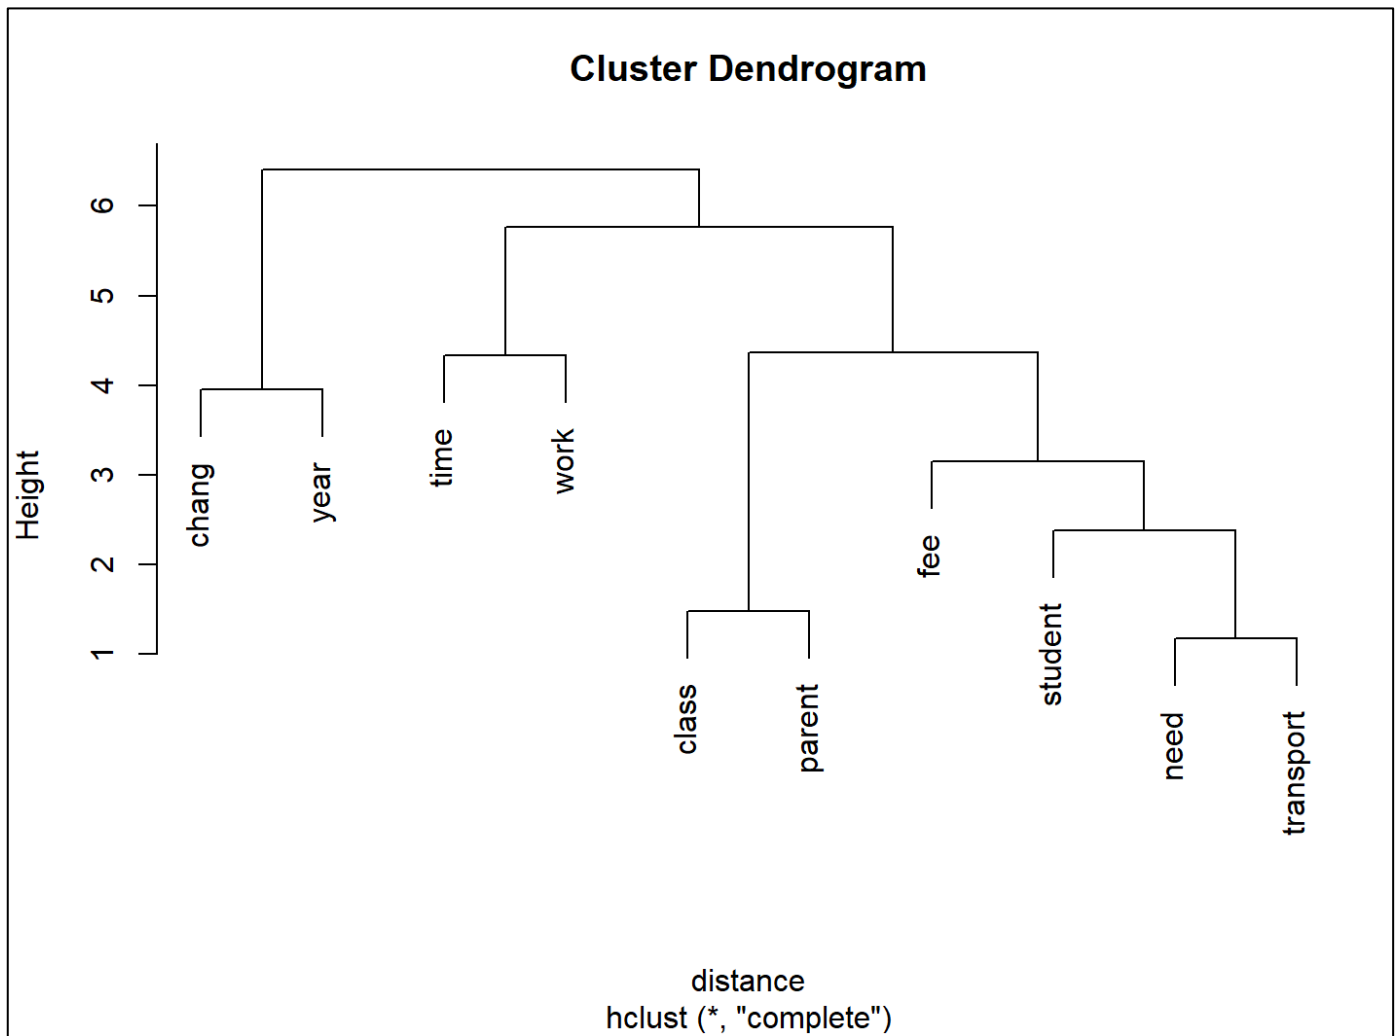 Cluster Dendrogram
Height
6
5
4
3
2
1
chang
year
time
work
class
parent
fee
student
need
transport
distance
hclust (*, "complete")